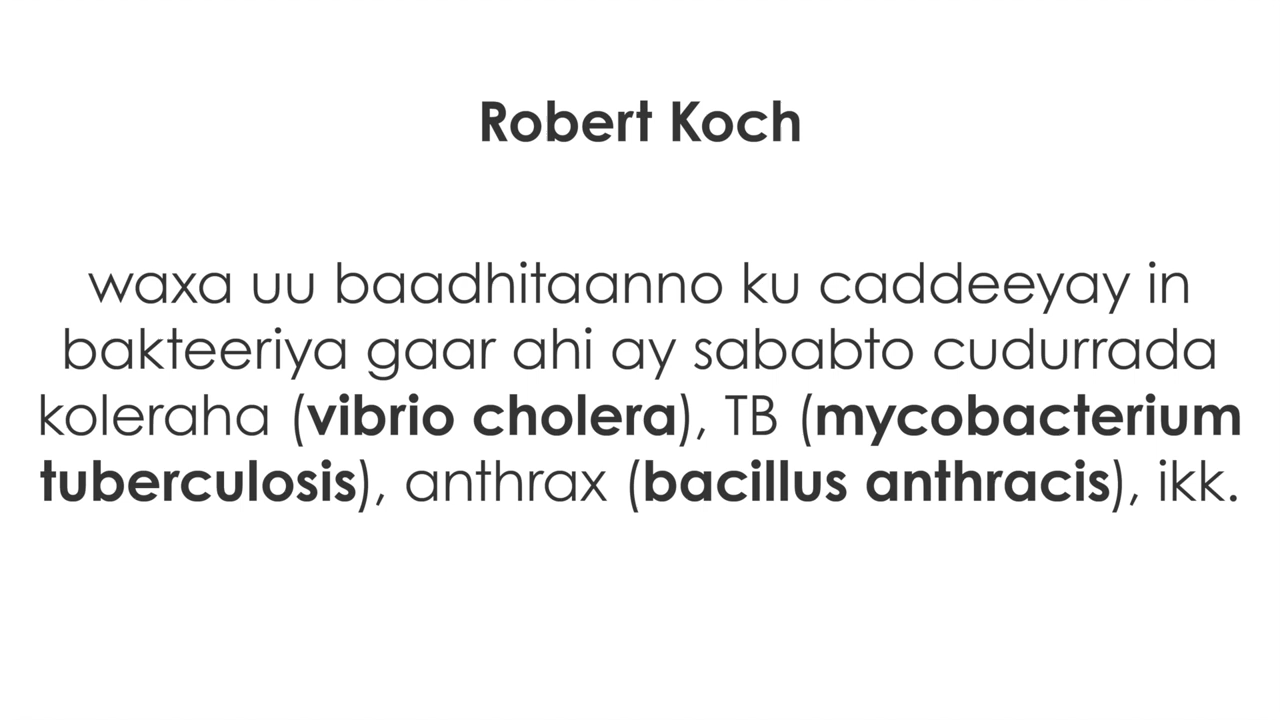 Robert Koch
waxa uu baadhitaanno ku caddeeyay in
bakteeriya gaar ahi ay sababto cudurrada
koleraha (vibrio cholera), TB (mycobacterium
tuberculosis), anthrax (bacillus anthracis), ikk.